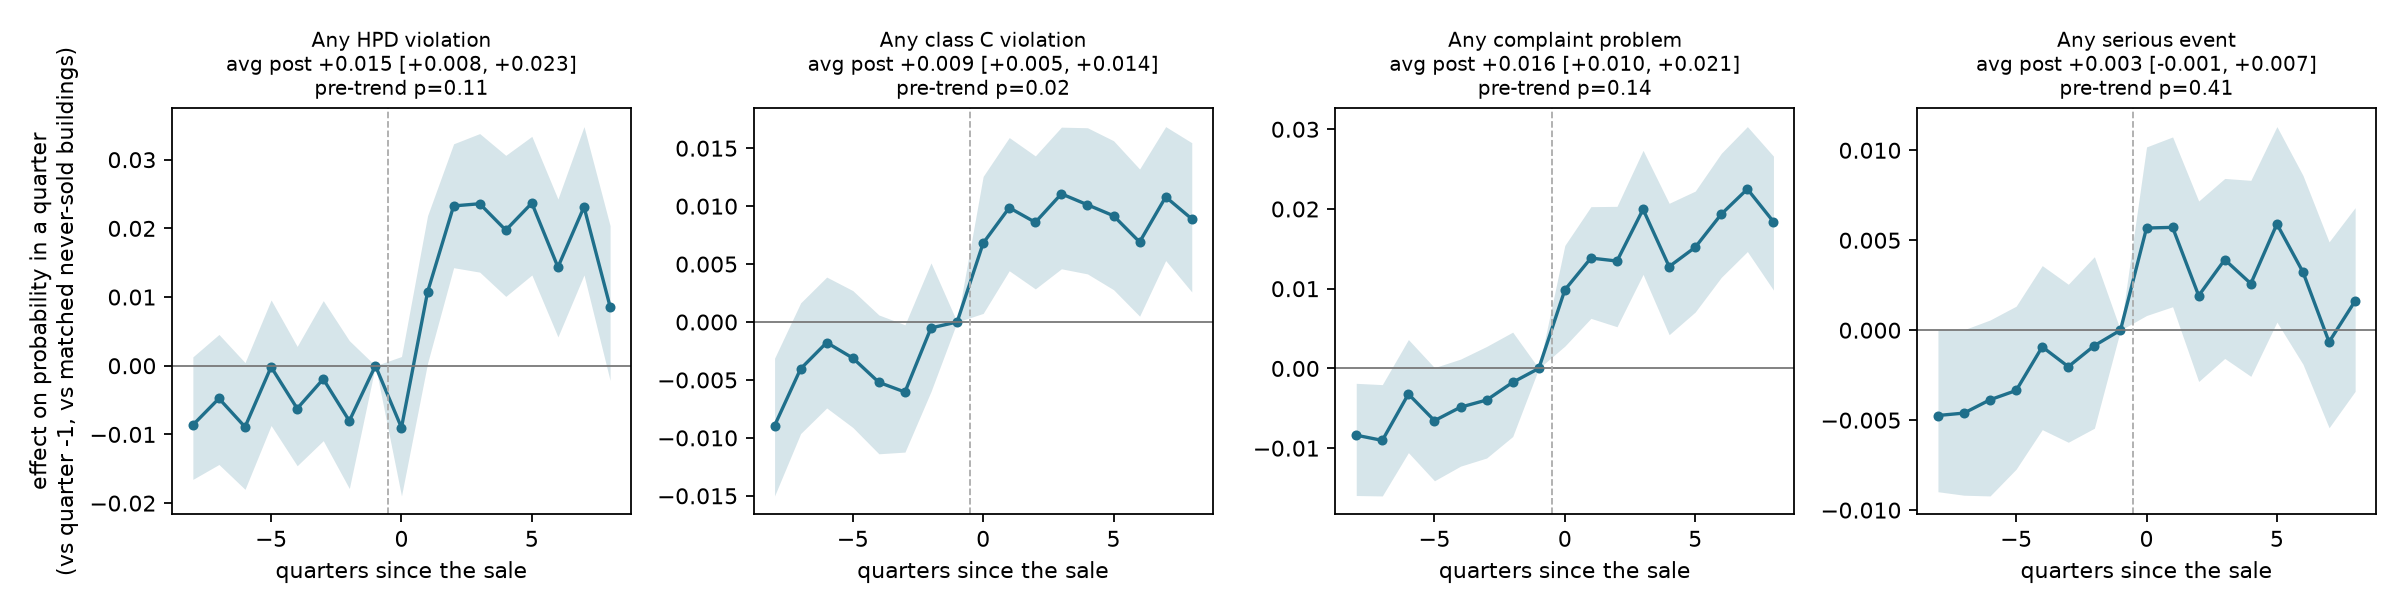 effect on probability in a quarter
(vs quarter -1, vs matched never-sold buildings)
Any HPD violation
avg post +0.015 [+0.008, +0.023]
pre-trend p=0.11
0.03
0.02
0.01
0.00
−0.01
−0.02
−5
0
5
quarters since the sale
Any class C violation
avg post +0.009 [+0.005, +0.014]
pre-trend p=0.02
0.015
0.010
0.005
0.000
−0.005
−0.010
−0.015
−5
0
5
quarters since the sale
Any complaint problem
avg post +0.016 [+0.010, +0.021]
pre-trend p=0.14
0.03
0.02
0.01
0.00
−0.01
−5
0
5
quarters since the sale
Any serious event
avg post +0.003 [-0.001, +0.007]
pre-trend p=0.41
0.010
0.005
0.000
−0.005
−0.010
−5
0
5
quarters since the sale